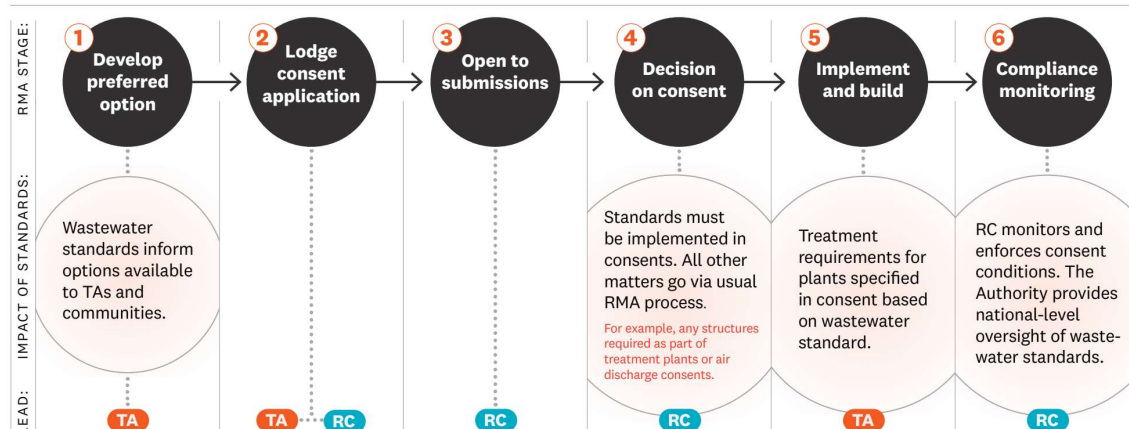 RMA STAGE:
1
Develop
preferred
option
2
Lodge
consent
application
3
Open to
submissions
4
Decision
on consent
5
Implement
and build
6
Compliance
monitoring
IMPACT OF STANDARDS:
Wastewater
standards inform
options available
to TAs and
communities.
Standards must
be implemented in
consents. All other
matters go via usual
RMA process.
For example, any structures
required as part of
treatment plants or air
discharge consents.
Treatment
requirements for
plants specified
in consent based
on wastewater
standard.
RC monitors and
enforces consent
conditions. The
Authority provides
national-level
oversight of waste-
water standards.
EAD:
TA
TA
RC
RC
RC
TA
RC